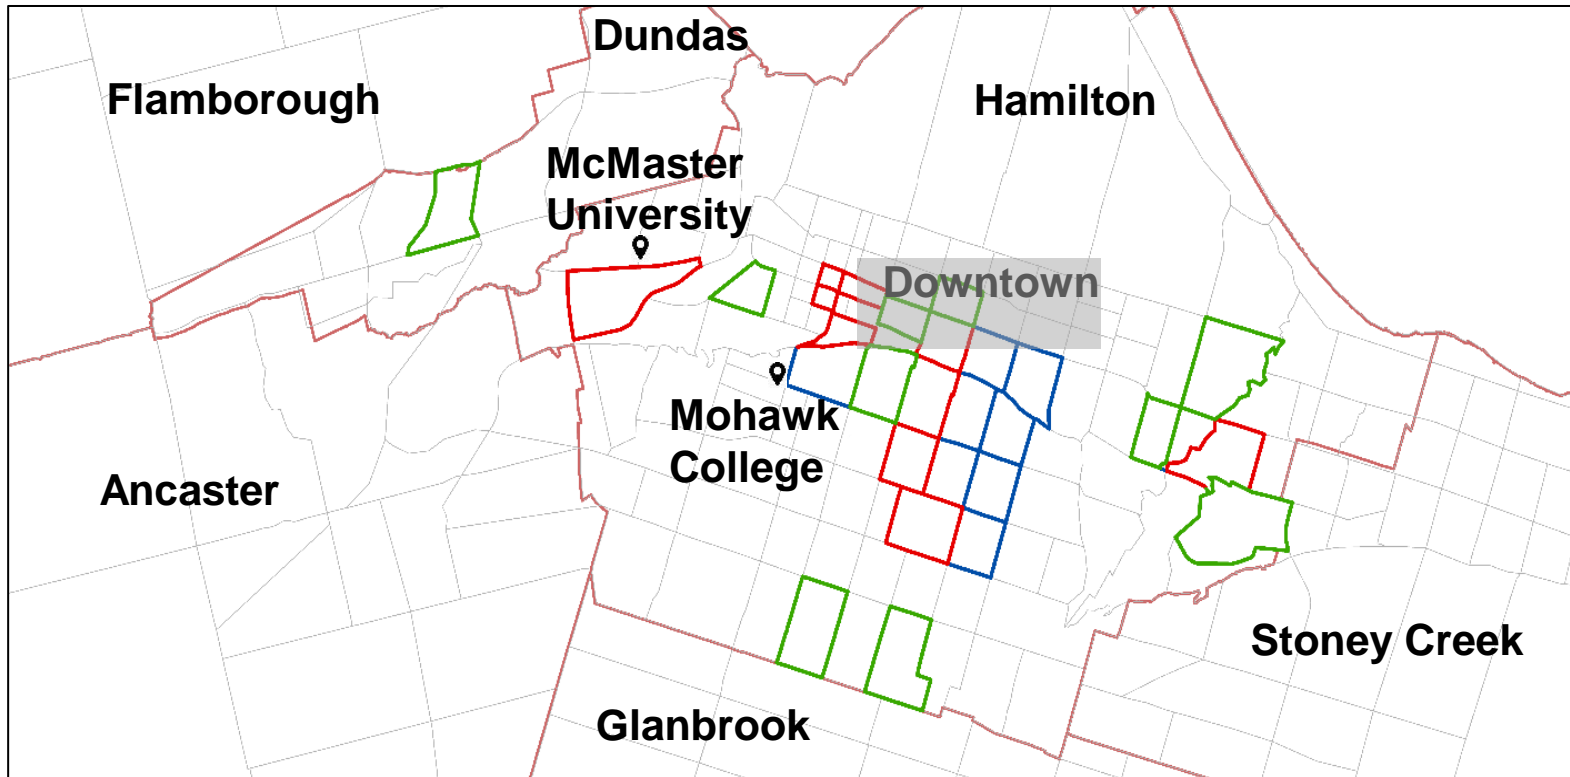 Dundas
Flamborough
Hamilton
McMaster
University
Downtown
Mohawk
College
Ancaster
Stoney Creek
Glanbrook